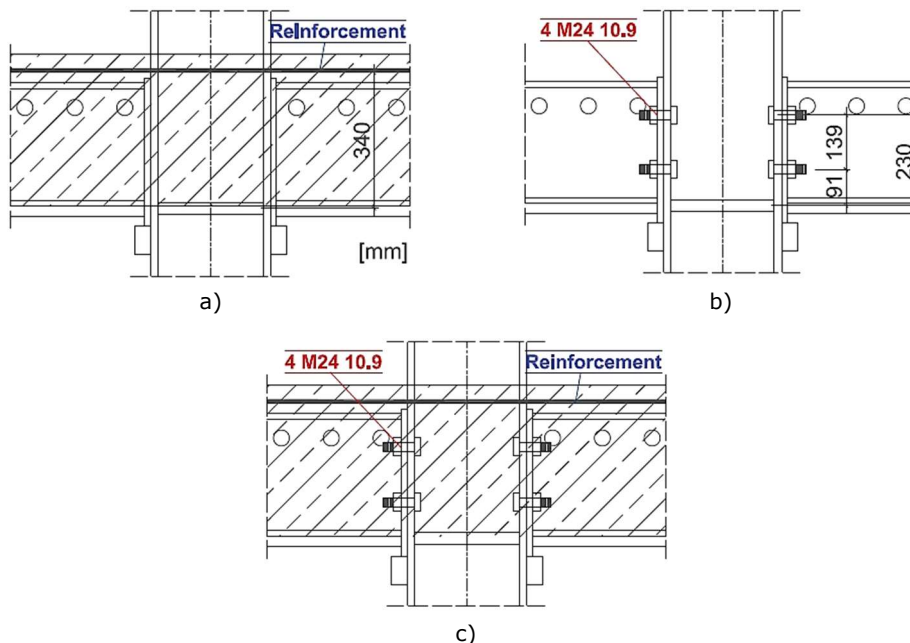 Reinforcement
340
[mm]
a)
4 M24 10.9
139
91
230
b)
4 M24 10.9
Reinforcement
c)